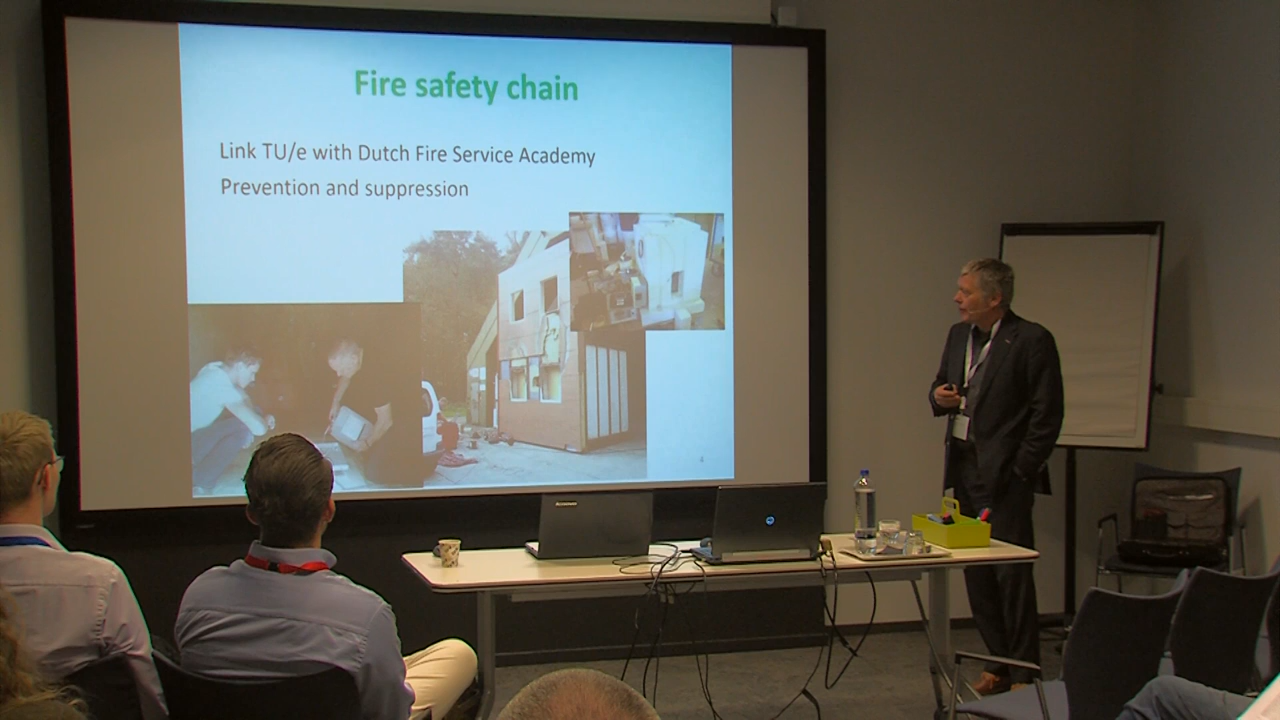 Fire safety chain
Link TU/e with Dutch Fire Service Academy
Prevention and suppression